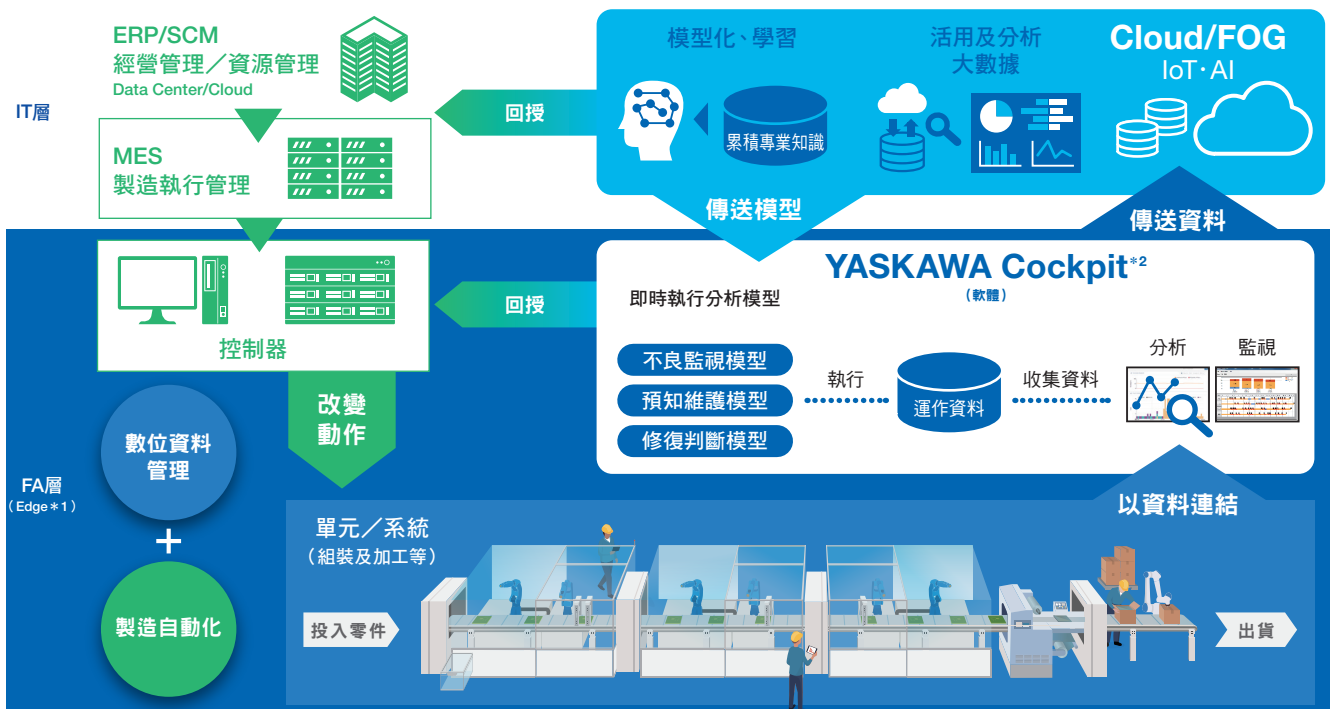 IT層
ERP/SCM
經營管理／資源管理
Data Center/Cloud
MES
製造執行管理
回授
模型化、學習
累積專業知識
活用及分析
大數據
Cloud/FOG
IoT·AI
傳送模型
傳送資料
FA層
（Edge＊1）
控制器
回授
YASKAWA Cockpit*2
（軟體）
即時執行分析模型
不良監視模型
預知維護模型
修復判斷模型
執行
運作資料
收集資料
分析
監視
改變
動作
數位資料
管理
+
製造自動化
以資料連結
單元／系統
（組裝及加工等）
投入零件
出貨